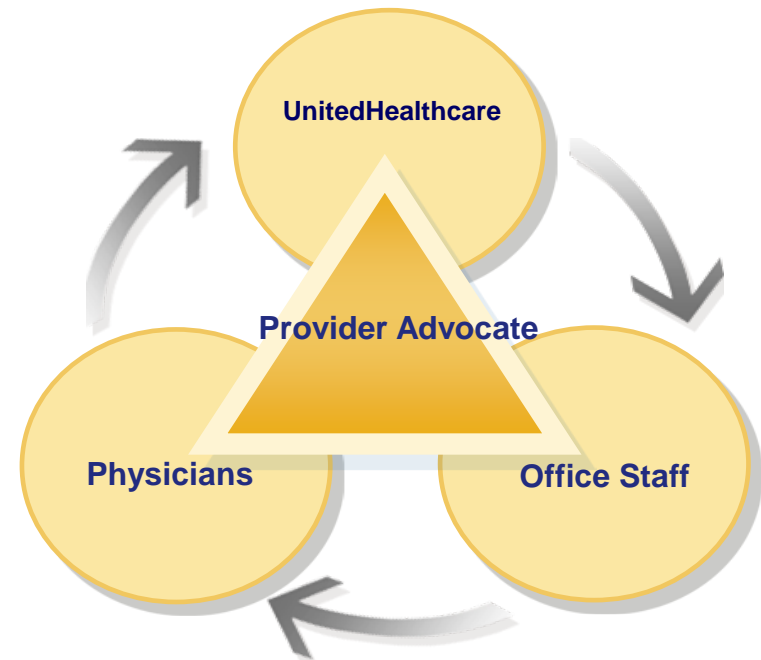 UnitedHealthcare
Provider Advocate
Physicians
Office Staff